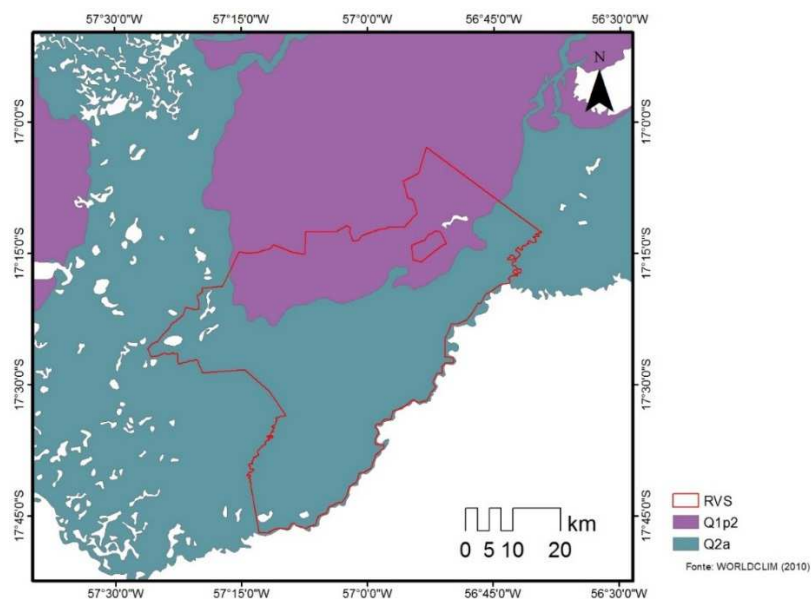 57°30'0"W 57°15'0"W 57°0'0"W 56°45'0"W 56°30'0"W
N
17°0'0"S 17°0'0"S
17°15'0"S 17°15'0"S
17°30'0"S 17°30'0"S
17°45'0"S 17°45'0"S
km
0 5 10 20
RVS
Q1p2
Q2a
Fonte: WORLDCLIM (2010)
57°30'0"W 57°15'0"W 57°0'0"W 56°45'0"W 56°30'0"W